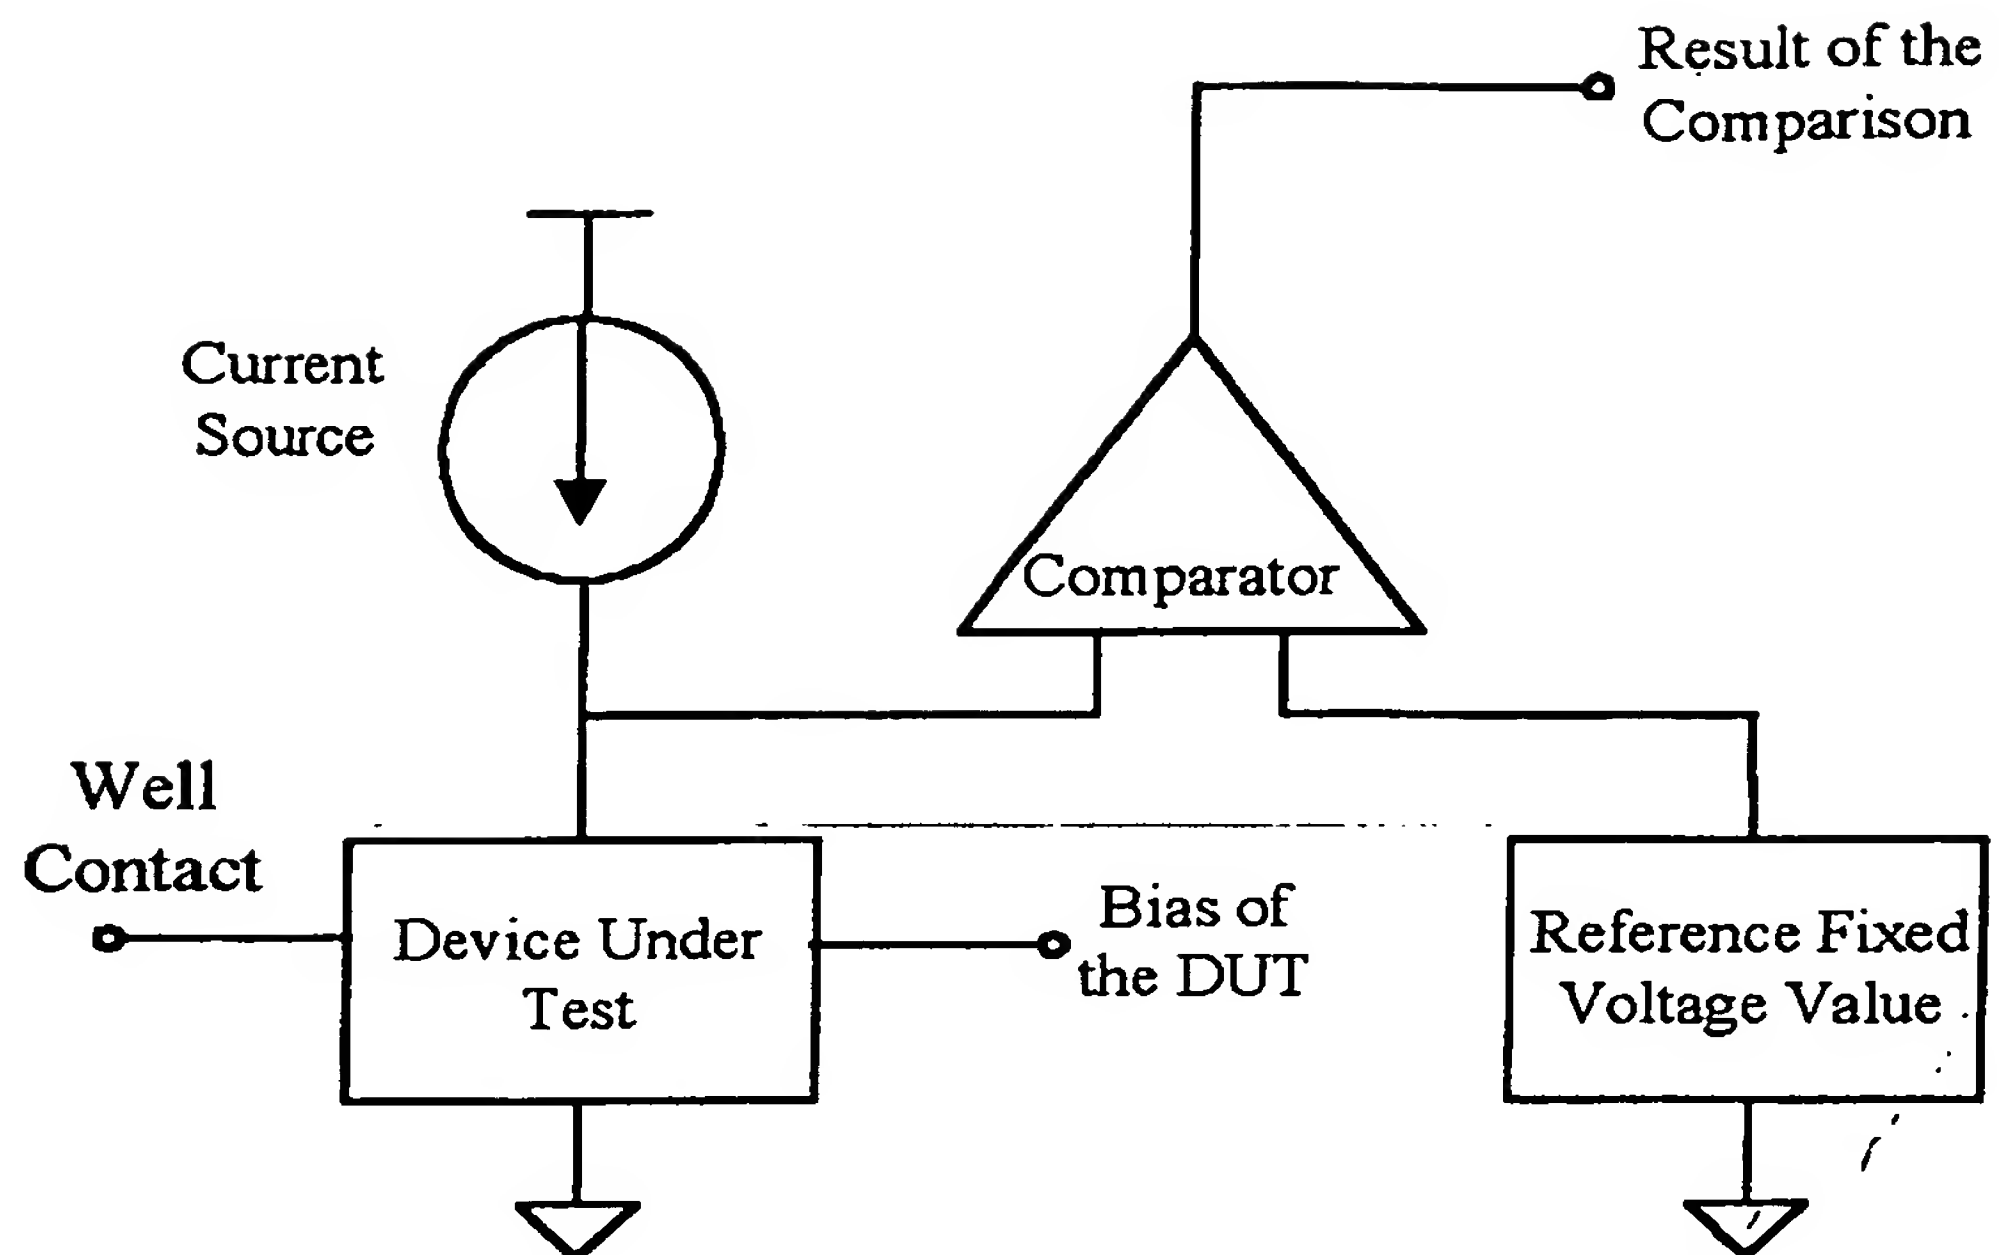 Result of the
Comparison
Current
Source
Comparator
Well
Contact
Device Under
Test
Bias of
the DUT
Reference Fixed
Voltage Value